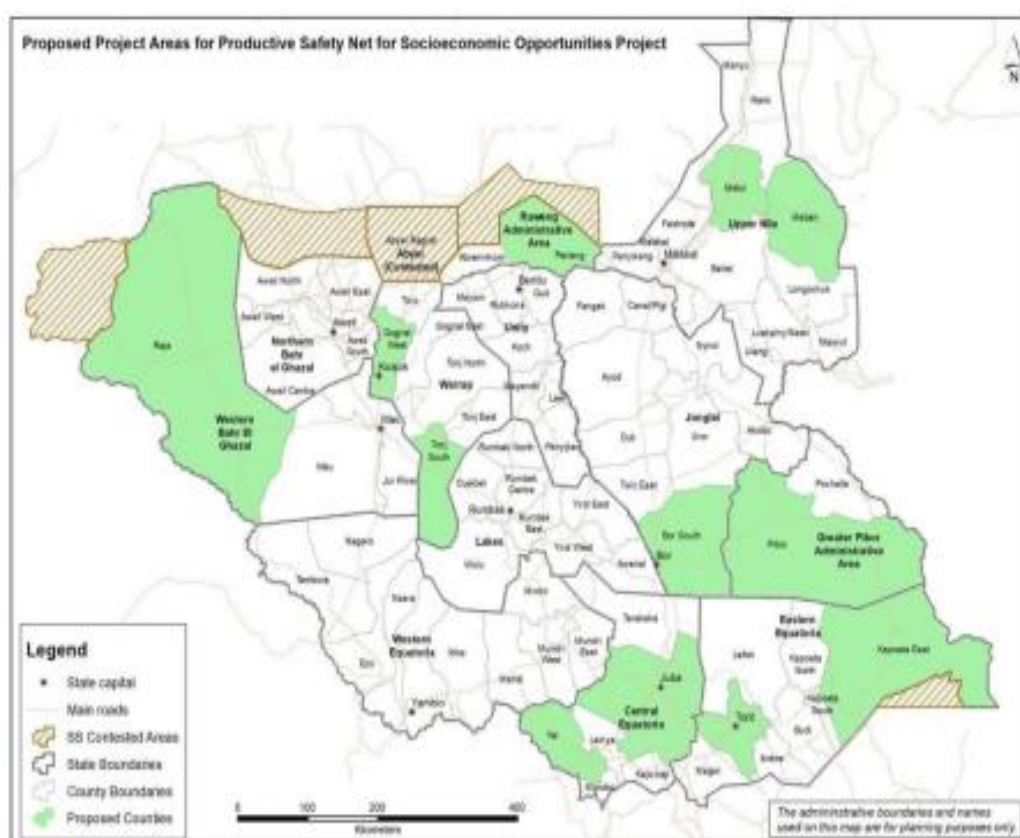 Proposed Project Areas for Productive Safety Net for Socioeconomic Opportunities Project
N
Manyo
Renk
Maban
Upper Nile
Fashoda
Malakal
Panyikang
Baliet
Longochuk
Luakpiny/Nasir
Maiwut
Ulang
Ruweng
Administrative
Area
Pariang
Abyei Region
Abyei
(Contested)
Abiemnhom
Aweil North
Aweil East
Aweil West
Aweil
Aweil
South
Northern
Bahr
el Ghazal
Aweil Centre
Twic
Gogrial
West
Kuajok
Gogrial East
Mayom
Rubkona
Bentiu
Guit
Unity
Koch
Mayendit
Leer
Panyijiar
Tonj North
Warrap
Tonj East
Tonj
South
Fangak
Canal/Pigi
Nyirol
Ayod
Jonglei
Uror
Akobo
Duk
Twic East
Pochalla
Raja
Western
Bahr El
Ghazal
Wau
Jur River
Rumbek North
Cueibet
Rumbek
Centre
Rumbek
Rumbek
East
Yirol East
Lakes
Yirol West
Wulu
Awerial
Bor South
Bor
Pibor
Greater Pibor
Administrative
Area
Nagero
Tambura
Nzara
Ezo
Western
Equatoria
Yambio
Maridi
Mvolo
Mundri
West
Mundri
East
Terekeka
Juba
Central
Equatoria
Yei
Lainya
Kajo-keji
Eastern
Equatoria
Lafon
Kapoeta
North
Kapoeta East
Kapoeta
South
Torit
Budi
Ikotos
Magwi
Legend
State capital
Main roads
SS Contested Areas
State Boundaries
County Boundaries
Proposed Counties
0 100 200 400
Kilometers
The administrative boundaries and names
used on this map are for planning purposes only.